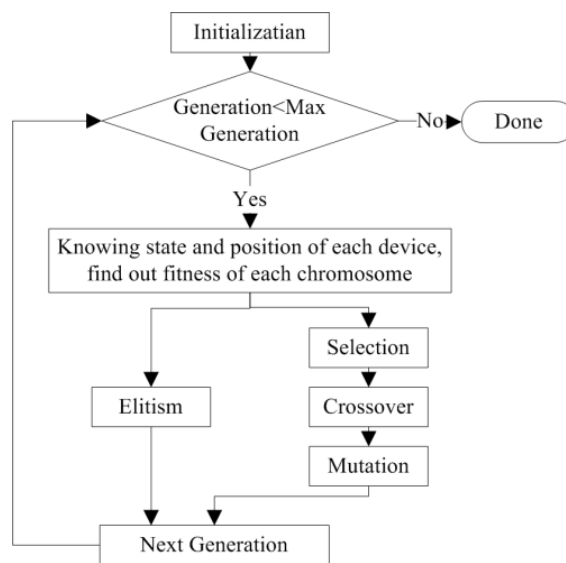 Initializatian
Generation<Max
Generation
No
Done
Yes
Knowing state and position of each device,
find out fitness of each chromosome
Selection
Elitism
Crossover
Mutation
Next Generation